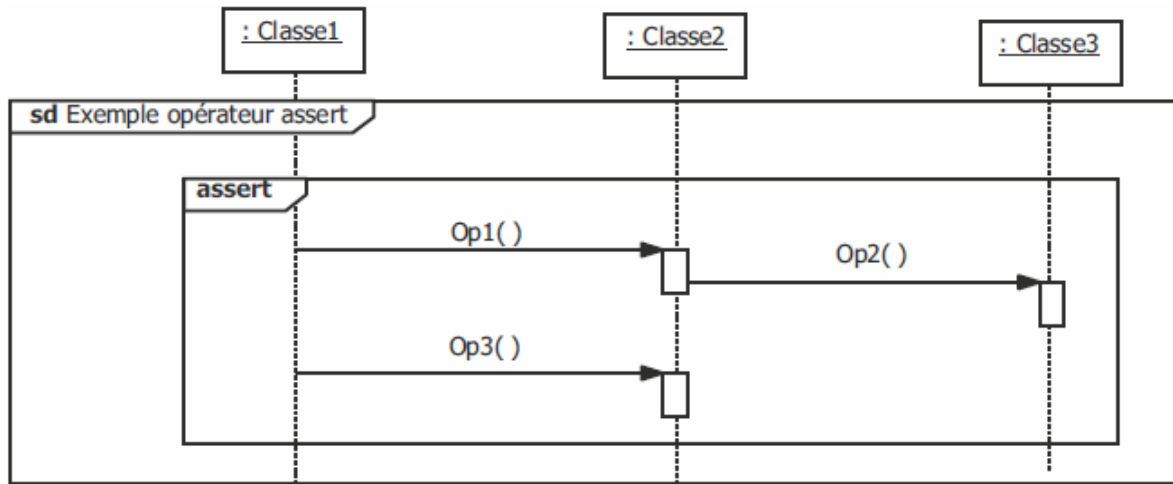 : Classe1
: Classe2
: Classe3
sd Exemple opérateur assert
assert
Op1( )
Op2( )
Op3( )